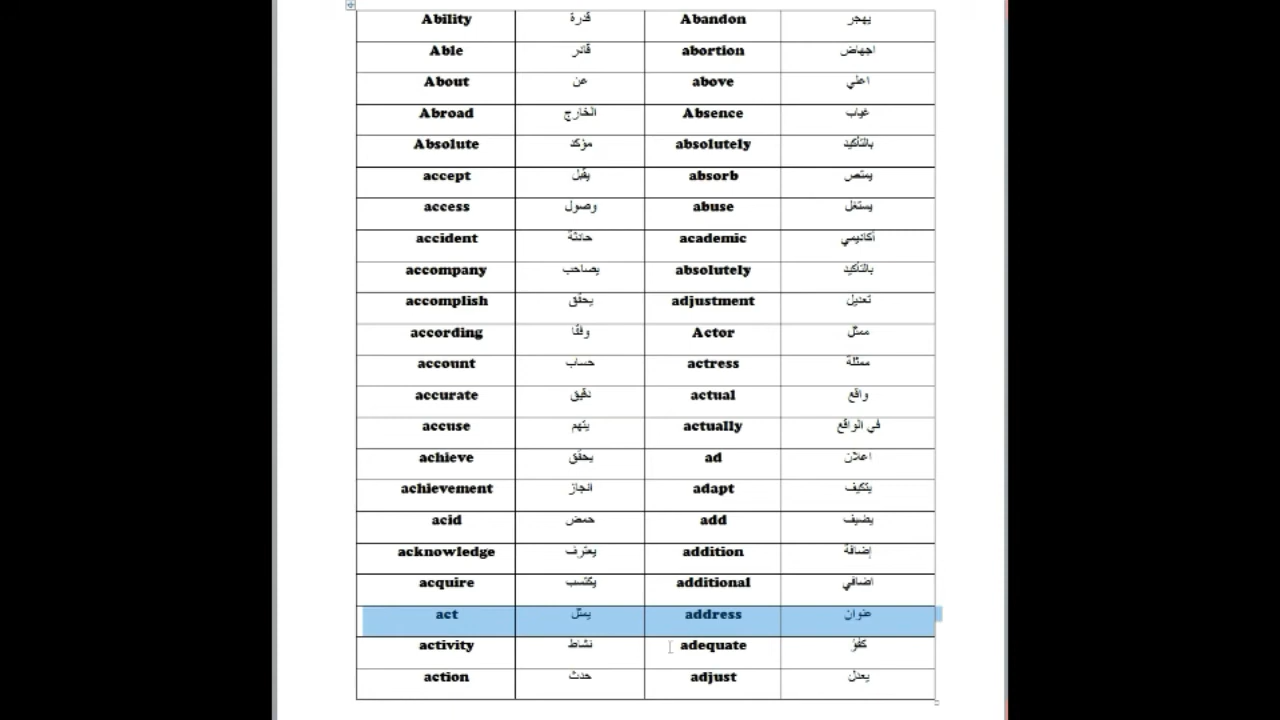 Ability قدرة Abandon يهجر
Able قادر abortion اجهاض
About عن above اعلي
Abroad الخارج Absence غياب
Absolute مؤكد absolutely بالتأكيد
accept يقبل absorb يمتص
access وصول abuse يستغل
accident حادثة academic أكاديمي
accompany يصاحب absolutely بالتأكيد
accomplish يحقق adjustment تعديل
according وفقا Actor ممثل
account حساب actress ممثلة
accurate دقيق actual واقع
accuse يتهم actually في الواقع
achieve يحقق ad اعلان
achievement انجاز adapt يتكيف
acid حمض add يضيف
acknowledge يعترف addition إضافة
acquire يكتسب additional اضافي
act يمثل address عنوان
activity نشاط adequate كفؤ
action حدث adjust يعدل